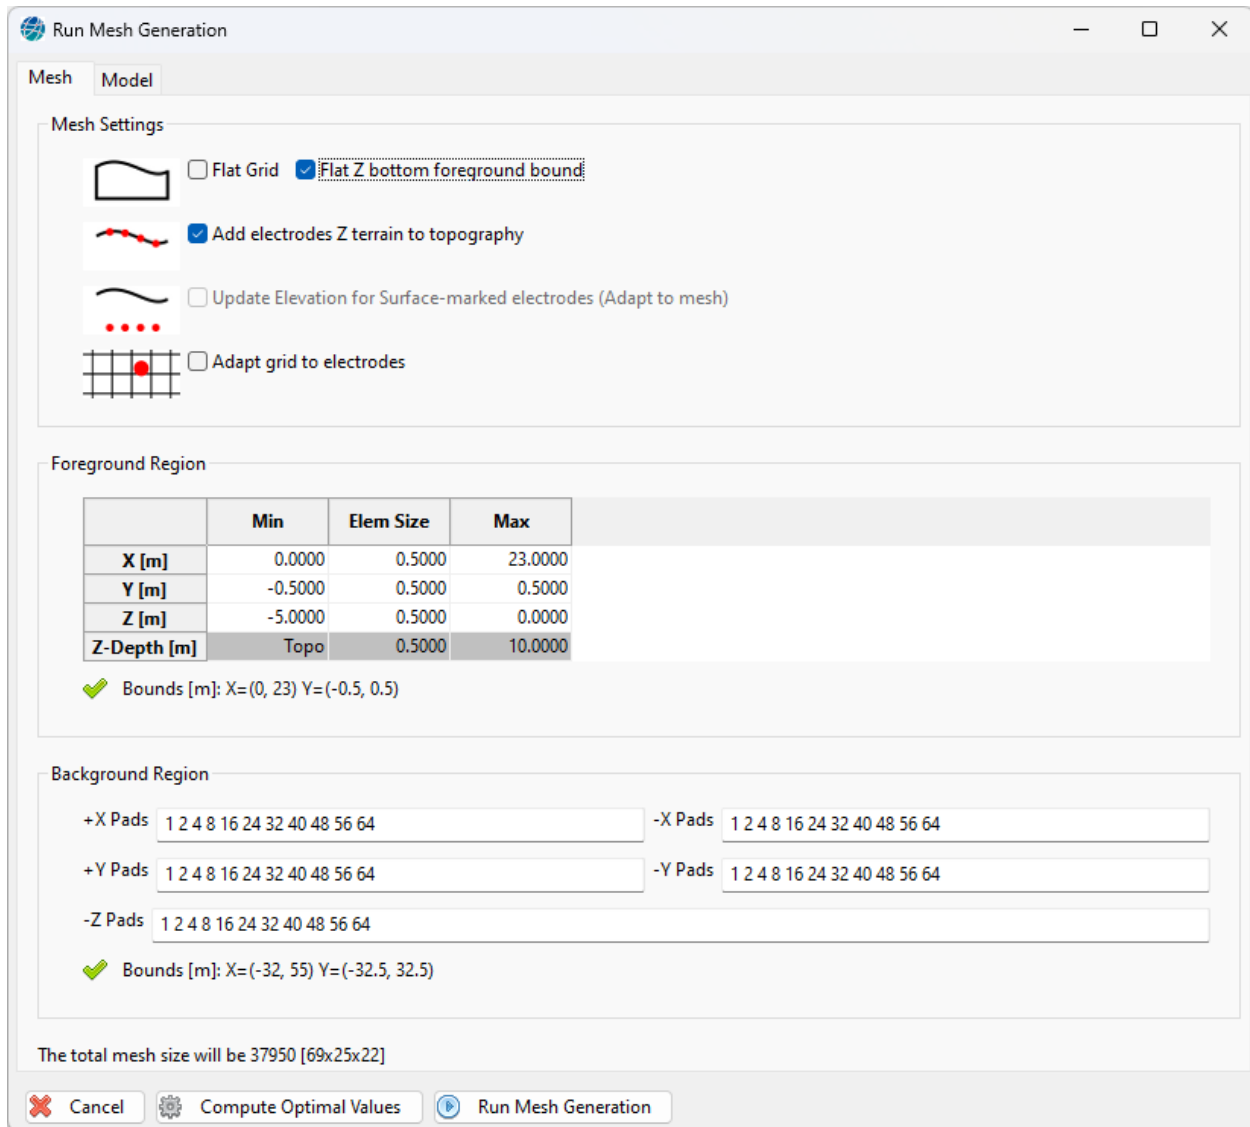 Run Mesh Generation
Mesh Model
Mesh Settings
Flat Grid Flat Z bottom foreground bound
Add electrodes Z terrain to topography
Update Elevation for Surface-marked electrodes (Adapt to mesh)
Adapt grid to electrodes
Foreground Region
Min Elem Size Max
X [m] 0.0000 0.5000 23.0000
Y [m] -0.5000 0.5000 0.5000
Z [m] -5.0000 0.5000 0.0000
Z-Depth [m] Topo 0.5000 10.0000
Bounds [m]: X=(0, 23) Y=(-0.5, 0.5)
Background Region
+X Pads 1 2 4 8 16 24 32 40 48 56 64 -X Pads 1 2 4 8 16 24 32 40 48 56 64
+Y Pads 1 2 4 8 16 24 32 40 48 56 64 -Y Pads 1 2 4 8 16 24 32 40 48 56 64
-Z Pads 1 2 4 8 16 24 32 40 48 56 64
Bounds [m]: X=(-32, 55) Y=(-32.5, 32.5)
The total mesh size will be 37950 [69x25x22]
Cancel Compute Optimal Values Run Mesh Generation